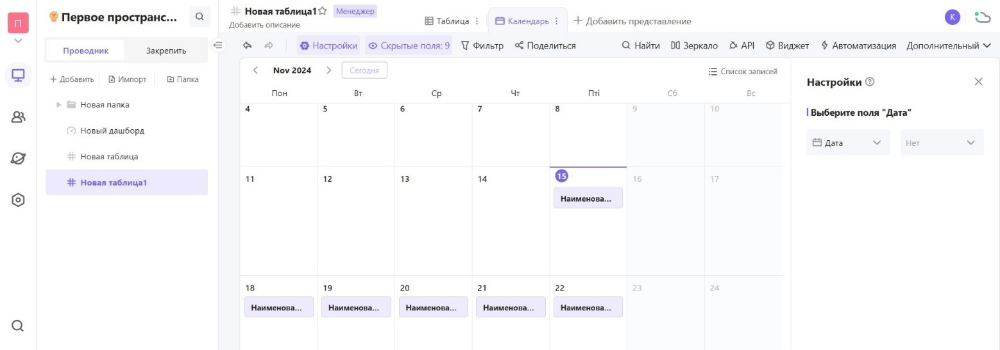 П
Первое пространс...
Проводник
Закрепить
Добавить
Импорт
Папка
Новая папка
Новый дашборд
Новая таблица
Новая таблица1
Новая таблица1
Менеджер
Добавить описание
Таблица
Календарь
Добавить представление
K
Настройки
Скрытые поля: 9
Фильтр
Поделиться
Найти
Зеркало
API
Виджет
Автоматизация
Дополнительный
Nov 2024
Сегодня
Список записей
Пон Вт Ср Чт Пті Сб Вс
4 5 6 7 8 9 10
11 12 13 14 15 16 17
Наименова...
18 19 20 21 22 23 24
Наименова... Наименова... Наименова... Наименова... Наименова...
Настройки
Выберите поля "Дата"
Дата
Нет